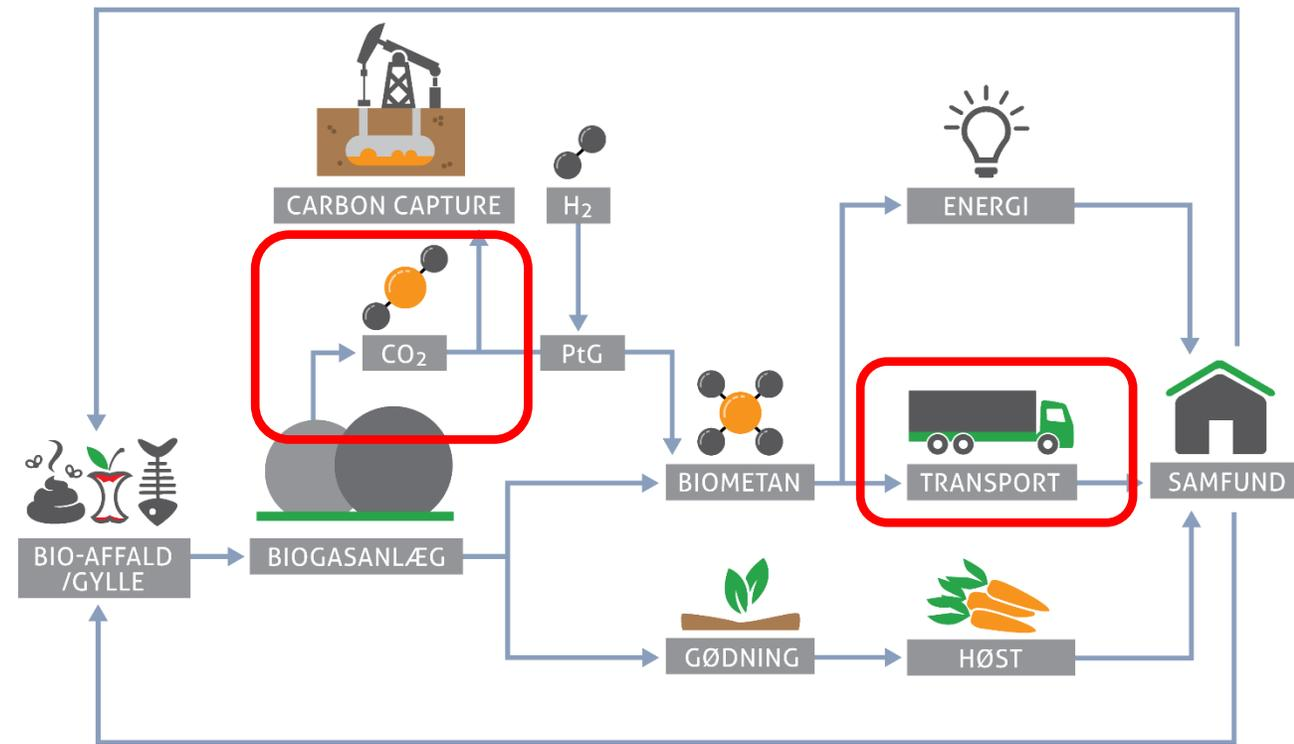 CARBON CAPTURE
H₂
ENERGI
CO₂
PtG
BIOMETAN
TRANSPORT
SAMFUND
BIO-AFFALD
/GYLLE
BIOGASANLÆG
GØDNING
HØST